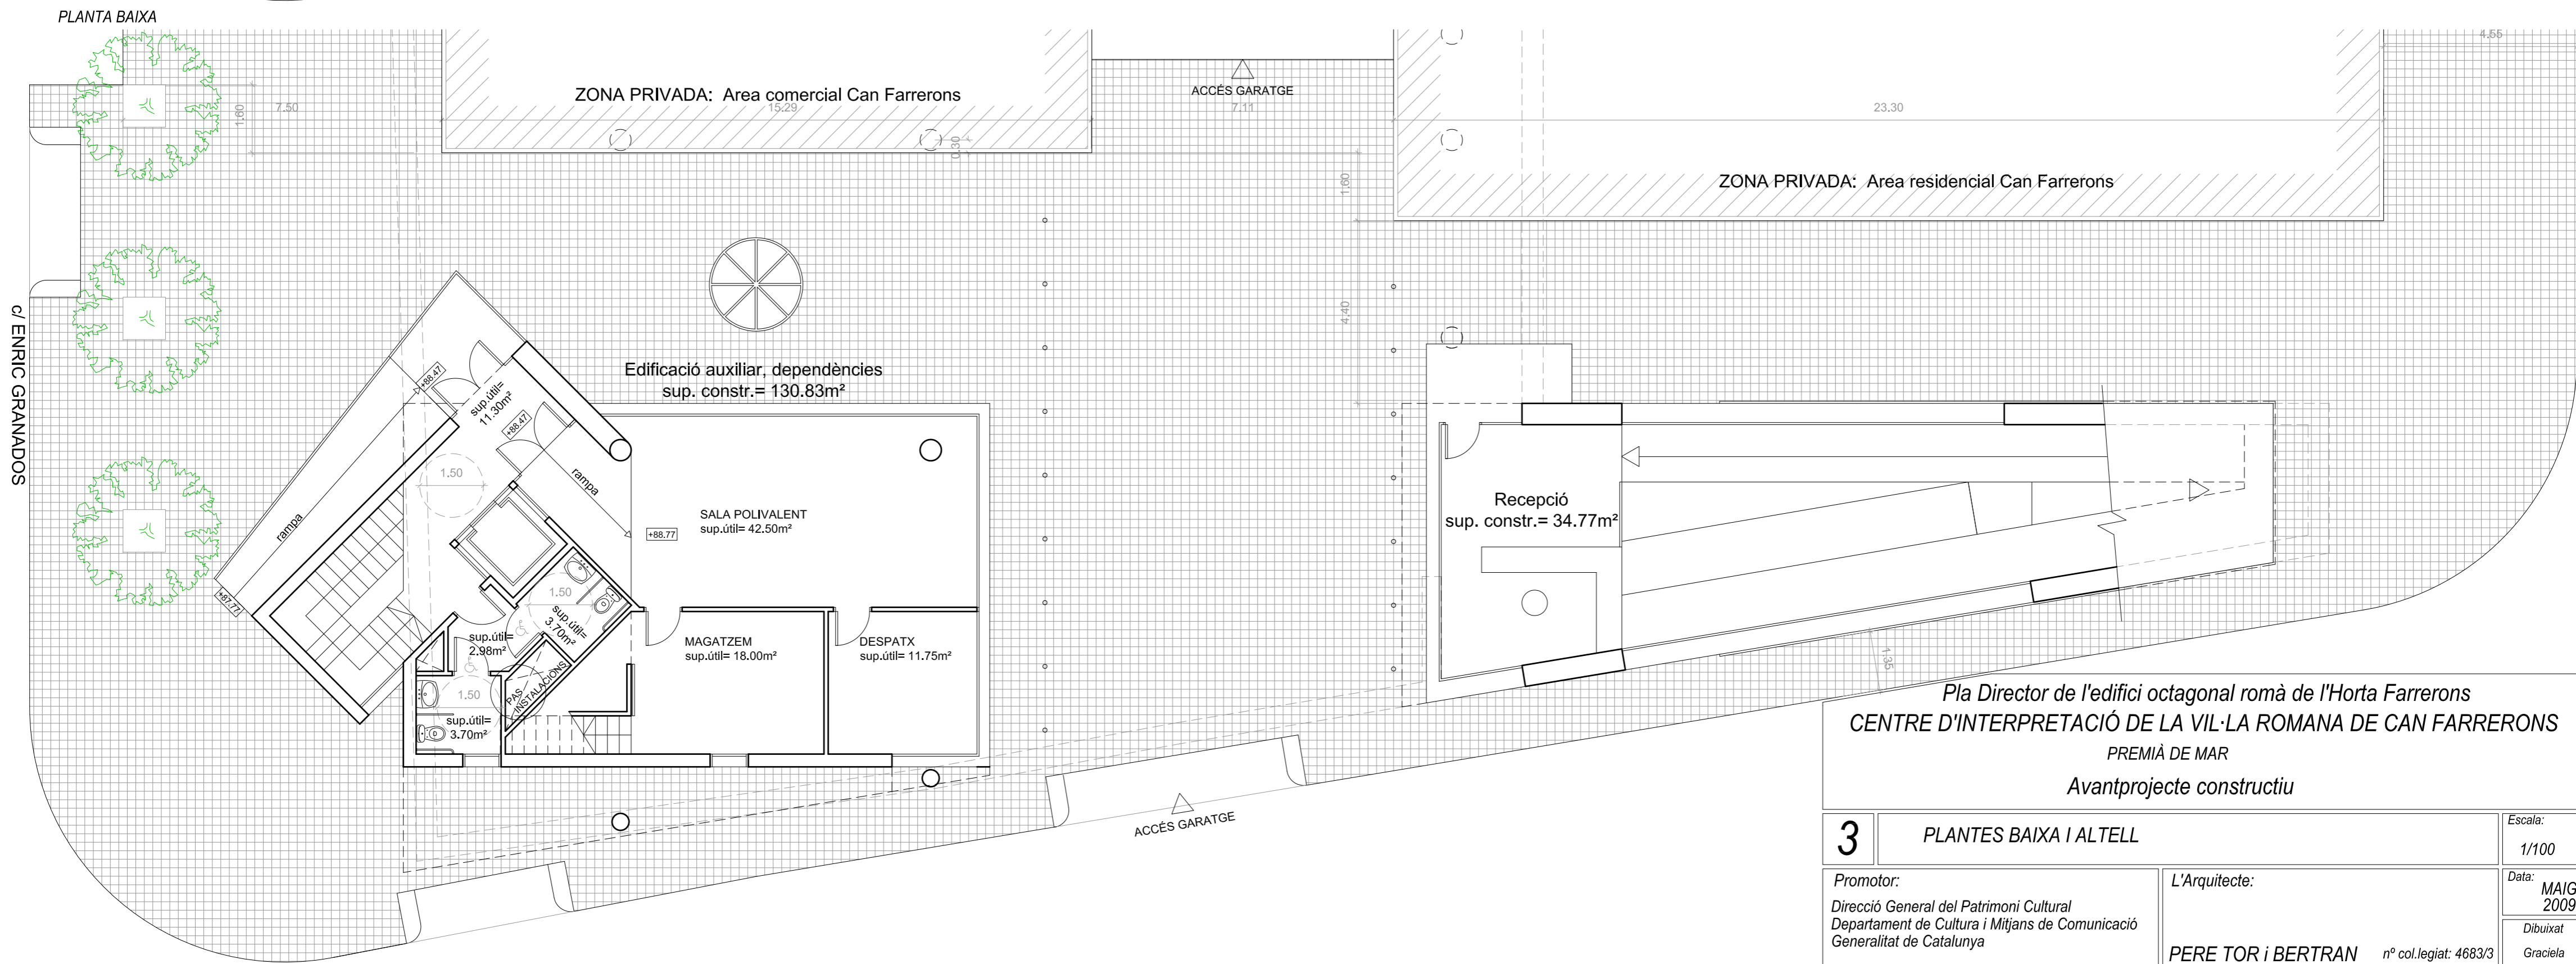 PLANTA BAIXA
4.55
ZONA PRIVADA: Area comercial Can Farrerons
ACCÉS GARATGE
1.60
7.50
15.29
7.11
23.30
0.30
ZONA PRIVADA: Area residencial Can Farrerons
1.60
4.40
c/ ENRIC GRANADOS
Edificació auxiliar, dependències
sup. constr.= 130.83m²
+88.47
sup.útil=
11.30m²
+88.47
1.50
rampa
rampa
+87.77
SALA POLIVALENT
sup.útil= 42.50m²
+88.77
Recepció
sup. constr.= 34.77m²
1.50
sup.útil=
3.70m²
sup.útil=
2.98m²
MAGATZEM
sup.útil= 18.00m²
DESPATX
sup.útil= 11.75m²
PAS
INSTAL.LACIONS
1.50
sup.útil=
3.70m²
1.35
ACCÉS GARATGE
Pla Director de l'edifici octagonal romà de l'Horta Farrerons
CENTRE D'INTERPRETACIÓ DE LA VIL·LA ROMANA DE CAN FARRERONS
PREMIÀ DE MAR
Avantprojecte constructiu
3
PLANTES BAIXA I ALTELL
Escala:
1/100
Promotor:
Direcció General del Patrimoni Cultural
Departament de Cultura i Mitjans de Comunicació
Generalitat de Catalunya
L'Arquitecte:
PERE TOR i BERTRAN nº col.legiat: 4683/3
Data:
MAIG
2009
Dibuixat
Graciela